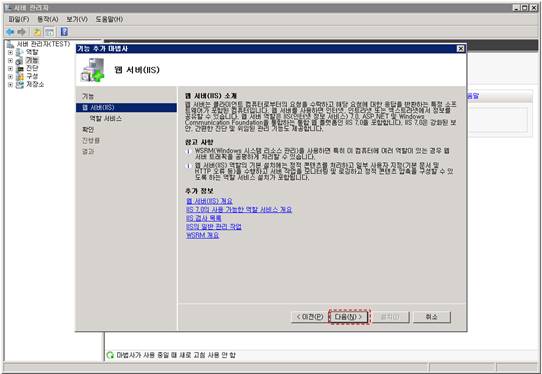 서버 관리자
파일(F) 동작(A) 보기(V) 도움말(H)
서버 관리자(TEST)
역할
기능
진단
구성
저장소
도움말
기능 추가 마법사
웹 서버(IIS)
기능
웹 서버(IIS)
역할 서비스
확인
진행률
결과
웹 서버(IIS) 소개
웹 서버는 클라이언트 컴퓨터로부터의 요청을 수락하고 해당 요청에 대한 응답을 반환하는 특정 소프
트웨어가 포함된 컴퓨터입니다. 웹 서버를 사용하면 인터넷, 인트라넷 또는 엑스트라넷에서 정보를
공유할 수 있습니다. 웹 서버 역할은 IIS(인터넷 정보 서비스) 7.0, ASP.NET 및 Windows
Communication Foundation을 통합하는 통합 웹 플랫폼인 IIS 7.0을 포함합니다. IIS 7.0은 강화된 보
안, 간편한 진단 및 위임된 관리 기능도 제공합니다.
참고 사항
WSRM(Windows 시스템 리소스 관리)을 사용하면 특히 이 컴퓨터에 여러 역할이 있는 경우 웹
서버 트래픽을 공평하게 처리할 수 있습니다.
웹 서버(IIS) 역할의 기본 설치에는 정적 콘텐츠를 처리하고 일부 사용자 지정(기본 문서 및
HTTP 오류 등)을 수행하고 서버 작업을 모니터링 및 로깅하고 정적 콘텐츠 압축을 구성할 수 있
도록 하는 역할 서비스 설치가 포함됩니다.
추가 정보
웹 서버(IIS) 개요
IIS 7.0의 사용 가능한 역할 서비스 개요
IIS 검사 목록
IIS의 일반 관리 작업
WSRM 개요
< 이전(P) 다음(N) > 설치(I) 취소
마법사가 사용 중일 때 새로 고침 사용 안 함